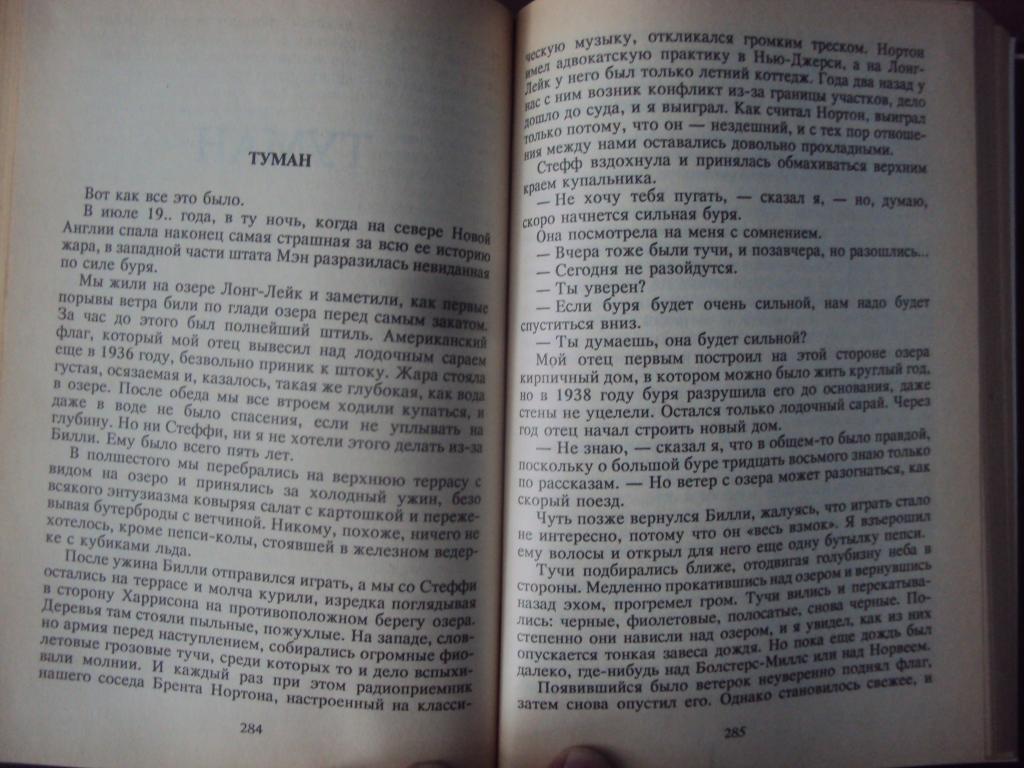 ТУМАН
Вот как все это было.
В июле 19.. года, в ту ночь, когда на севере Новой
Англии спала наконец самая страшная за всю ее историю
жара, в западной части штата Мэн разразилась невиданная
по силе буря.
Мы жили на озере Лонг-Лейк и заметили, как первые
порывы ветра били по глади озера перед самым закатом.
За час до этого был полнейший штиль. Американский
флаг, который мой отец вывесил над лодочным сараем
еще в 1936 году, безвольно приник к штоку. Жара стояла
густая, осязаемая и, казалось, такая же глубокая, как вода
в озере. После обеда мы все втроем ходили купаться, и
даже в воде не было спасения, если не уплывать на
глубину. Но ни Стеффи, ни я не хотели этого делать из-за
Билли. Ему было всего пять лет.
В полшестого мы перебрались на верхнюю террасу с
видом на озеро и принялись за холодный ужин, безо
всякого энтузиазма ковыряя салат с картошкой и переже-
вывая бутерброды с ветчиной. Никому, похоже, ничего не
хотелось, кроме пепси-колы, стоявшей в железном ведер-
ке с кубиками льда.
После ужина Билли отправился играть, а мы со Стеффи
остались на террасе и молча курили, изредка поглядывая
в сторону Харрисона на противоположном берегу озера.
Деревья там стояли пыльные, пожухлые. На западе, слов-
но армия перед наступлением, собирались огромные фио-
летовые грозовые тучи, среди которых то и дело вспыхи-
вали молнии. И каждый раз при этом радиоприемник
нашего соседа Брента Нортона, настроенный на класси-
284
ческую музыку, откликался громким треском. Нортон
имел адвокатскую практику в Нью-Джерси, а на Лонг-
Лейк у него был только летний коттедж. Года два назад у
нас с ним возник конфликт из-за границы участков, дело
дошло до суда, и я выиграл. Как считал Нортон, выиграл
только потому, что он — нездешний, и с тех пор отноше-
ния между нами оставались довольно прохладными.
Стефф вздохнула и принялась обмахиваться верхним
краем купальника.
— Не хочу тебя пугать, — сказал я, — но, думаю,
скоро начнется сильная буря.
Она посмотрела на меня с сомнением.
— Вчера тоже были тучи, и позавчера, но разошлись...
— Сегодня не разойдутся.
— Ты уверен?
— Если буря будет очень сильной, нам надо будет
спуститься вниз.
— Ты думаешь, она будет сильной?
Мой отец первым построил на этой стороне озера
кирпичный дом, в котором можно было жить круглый год,
но в 1938 году буря разрушила его до основания, даже
стены не уцелели. Остался только лодочный сарай. Через
год отец начал строить новый дом.
— Не знаю, — сказал я, что в общем-то было правдой,
поскольку о большой буре тридцать восьмого знаю только
по рассказам. — Но ветер с озера может разогнаться, как
скорый поезд.
Чуть позже вернулся Билли, жалуясь, что играть стало
не интересно, потому что он «весь взмок». Я взъерошил
ему волосы и открыл для него еще одну бутылку пепси.
Тучи подбирались ближе, отодвигая голубизну неба в
стороны. Медленно прокатившись над озером и вернувшись
назад эхом, прогремел гром. Тучи вились и перекатыва-
лись: черные, фиолетовые, полосатые, снова черные. По-
степенно они нависли над озером, и я увидел, как из них
опускается тонкая завеса дождя. Но пока еще дождь был
далеко, где-нибудь над Болстерс-Миллс или над Норвеем.
Появившийся было ветерок неуверенно поднял флаг,
затем снова опустил его. Однако становилось свежее, и
285